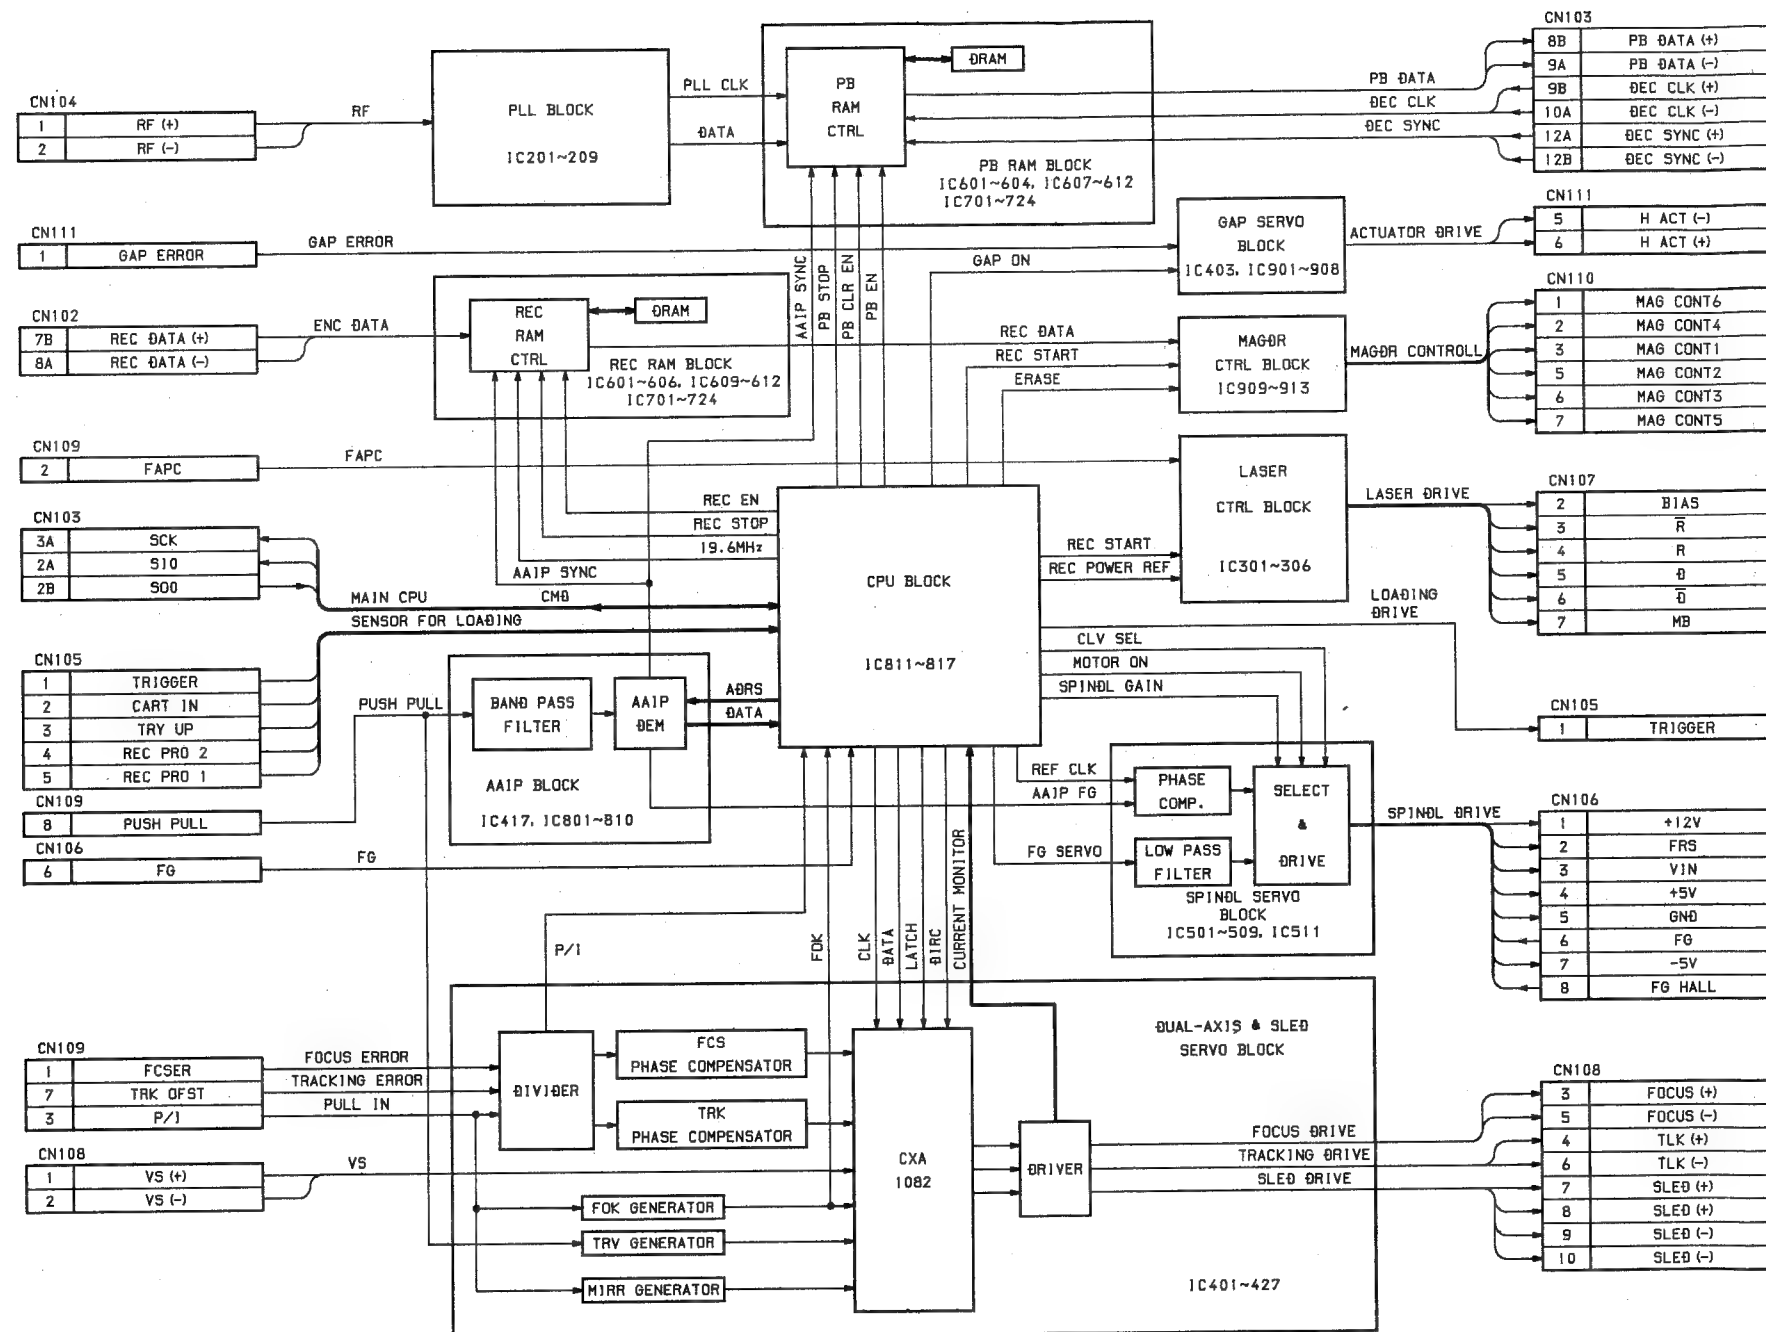 CN104
1 RF (+)
2 RF (-)
RF
PLL BLOCK
IC201~209
PLL CLK
DATA
PB
RAM
CTRL
DRAM
PB RAM BLOCK
IC601~604, IC607~612
IC701~724
PB DATA
DEC CLK
DEC SYNC
CN103
8B PB DATA (+)
9A PB DATA (-)
9B DEC CLK (+)
10A DEC CLK (-)
12A DEC SYNC (+)
12B DEC SYNC (-)
CN111
1 GAP ERROR
GAP ERROR
GAP ON
GAP SERVO
BLOCK
IC403, IC901~908
ACTUATOR DRIVE
CN111
5 H ACT (-)
6 H ACT (+)
CN102
7B REC DATA (+)
8A REC DATA (-)
ENC DATA
REC
RAM
CTRL
DRAM
REC RAM BLOCK
IC601~606, IC609~612
IC701~724
AAIP SYNC
PB STOP
PB CLR EN
PB EN
REC DATA
REC START
ERASE
MAGDR
CTRL BLOCK
IC909~913
MAGDR CONTROLL
CN110
1 MAG CONT6
2 MAG CONT4
3 MAG CONT1
5 MAG CONT2
6 MAG CONT3
7 MAG CONT5
CN109
2 FAPC
FAPC
LASER
CTRL BLOCK
IC301~306
LASER DRIVE
CN107
2 BIAS
3 R̅
4 R
5 D
6 D̅
7 MB
CN103
3A SCK
2A SIO
2B SOO
REC EN
REC STOP
19.6MHz
AAIP SYNC
MAIN CPU
CMD
SENSOR FOR LOADING
CPU BLOCK
IC811~817
REC START
REC POWER REF
LOADING
DRIVE
CLV SEL
MOTOR ON
SPINDL GAIN
CN105
1 TRIGGER
2 CART IN
3 TRY UP
4 REC PRO 2
5 REC PRO 1
CN109
8 PUSH PULL
PUSH PULL
BAND PASS
FILTER
AAIP
DEM
ADRS
DATA
AAIP BLOCK
IC417, IC801~810
CN105
1 TRIGGER
CN106
6 FG
FG
REF CLK
AAIP FG
FG SERVO
PHASE
COMP.
LOW PASS
FILTER
SELECT
&
DRIVE
SPINDL SERVO
BLOCK
IC501~509, IC511
SPINDL DRIVE
CN106
1 +12V
2 FRS
3 VIN
4 +5V
5 GND
6 FG
7 -5V
8 FG HALL
P/I
FOK
CLK
DATA
LATCH
DIRC
CURRENT MONITOR
CN109
1 FCSER
7 TRK OFST
3 P/I
FOCUS ERROR
TRACKING ERROR
PULL IN
DIVIDER
FCS
PHASE COMPENSATOR
TRK
PHASE COMPENSATOR
DUAL-AXIS & SLED
SERVO BLOCK
CN108
1 VS (+)
2 VS (-)
VS
FOK GENERATOR
TRV GENERATOR
MIRR GENERATOR
CXA
1082
DRIVER
FOCUS DRIVE
TRACKING DRIVE
SLED DRIVE
IC401~427
CN108
3 FOCUS (+)
5 FOCUS (-)
4 TLK (+)
6 TLK (-)
7 SLED (+)
8 SLED (+)
9 SLED (-)
10 SLED (-)